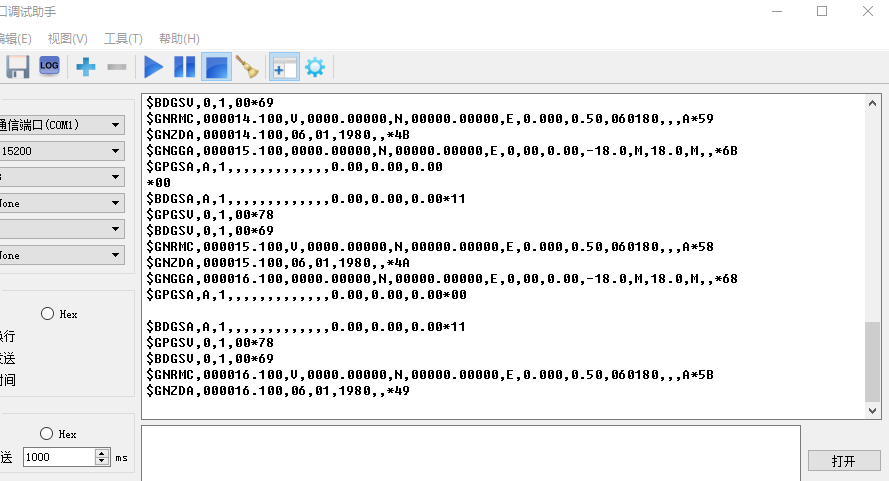 口调试助手
编辑(E) 视图(V) 工具(T) 帮助(H)
LOG
通信端口(COM1)
15200
None
None
Hex
换行
发送
时间
Hex
送 1000 ms
$BDGSV,0,1,00*69
$GNRMC,000014.100,V,0000.00000,N,00000.00000,E,0.000,0.50,060180,,,A*59
$GNZDA,000014.100,06,01,1980,,*4B
$GNGGA,000015.100,0000.00000,N,00000.00000,E,0,00,0.00,-18.0,M,18.0,M,,*6B
$GPGSA,A,1,,,,,,,,,,,,,0.00,0.00,0.00
*00
$BDGSA,A,1,,,,,,,,,,,,,0.00,0.00,0.00*11
$GPGSV,0,1,00*78
$BDGSV,0,1,00*69
$GNRMC,000015.100,V,0000.00000,N,00000.00000,E,0.000,0.50,060180,,,A*58
$GNZDA,000015.100,06,01,1980,,*4A
$GNGGA,000016.100,0000.00000,N,00000.00000,E,0,00,0.00,-18.0,M,18.0,M,,*68
$GPGSA,A,1,,,,,,,,,,,,,0.00,0.00,0.00*00
$BDGSA,A,1,,,,,,,,,,,,,0.00,0.00,0.00*11
$GPGSV,0,1,00*78
$BDGSV,0,1,00*69
$GNRMC,000016.100,V,0000.00000,N,00000.00000,E,0.000,0.50,060180,,,A*5B
$GNZDA,000016.100,06,01,1980,,*49
打开